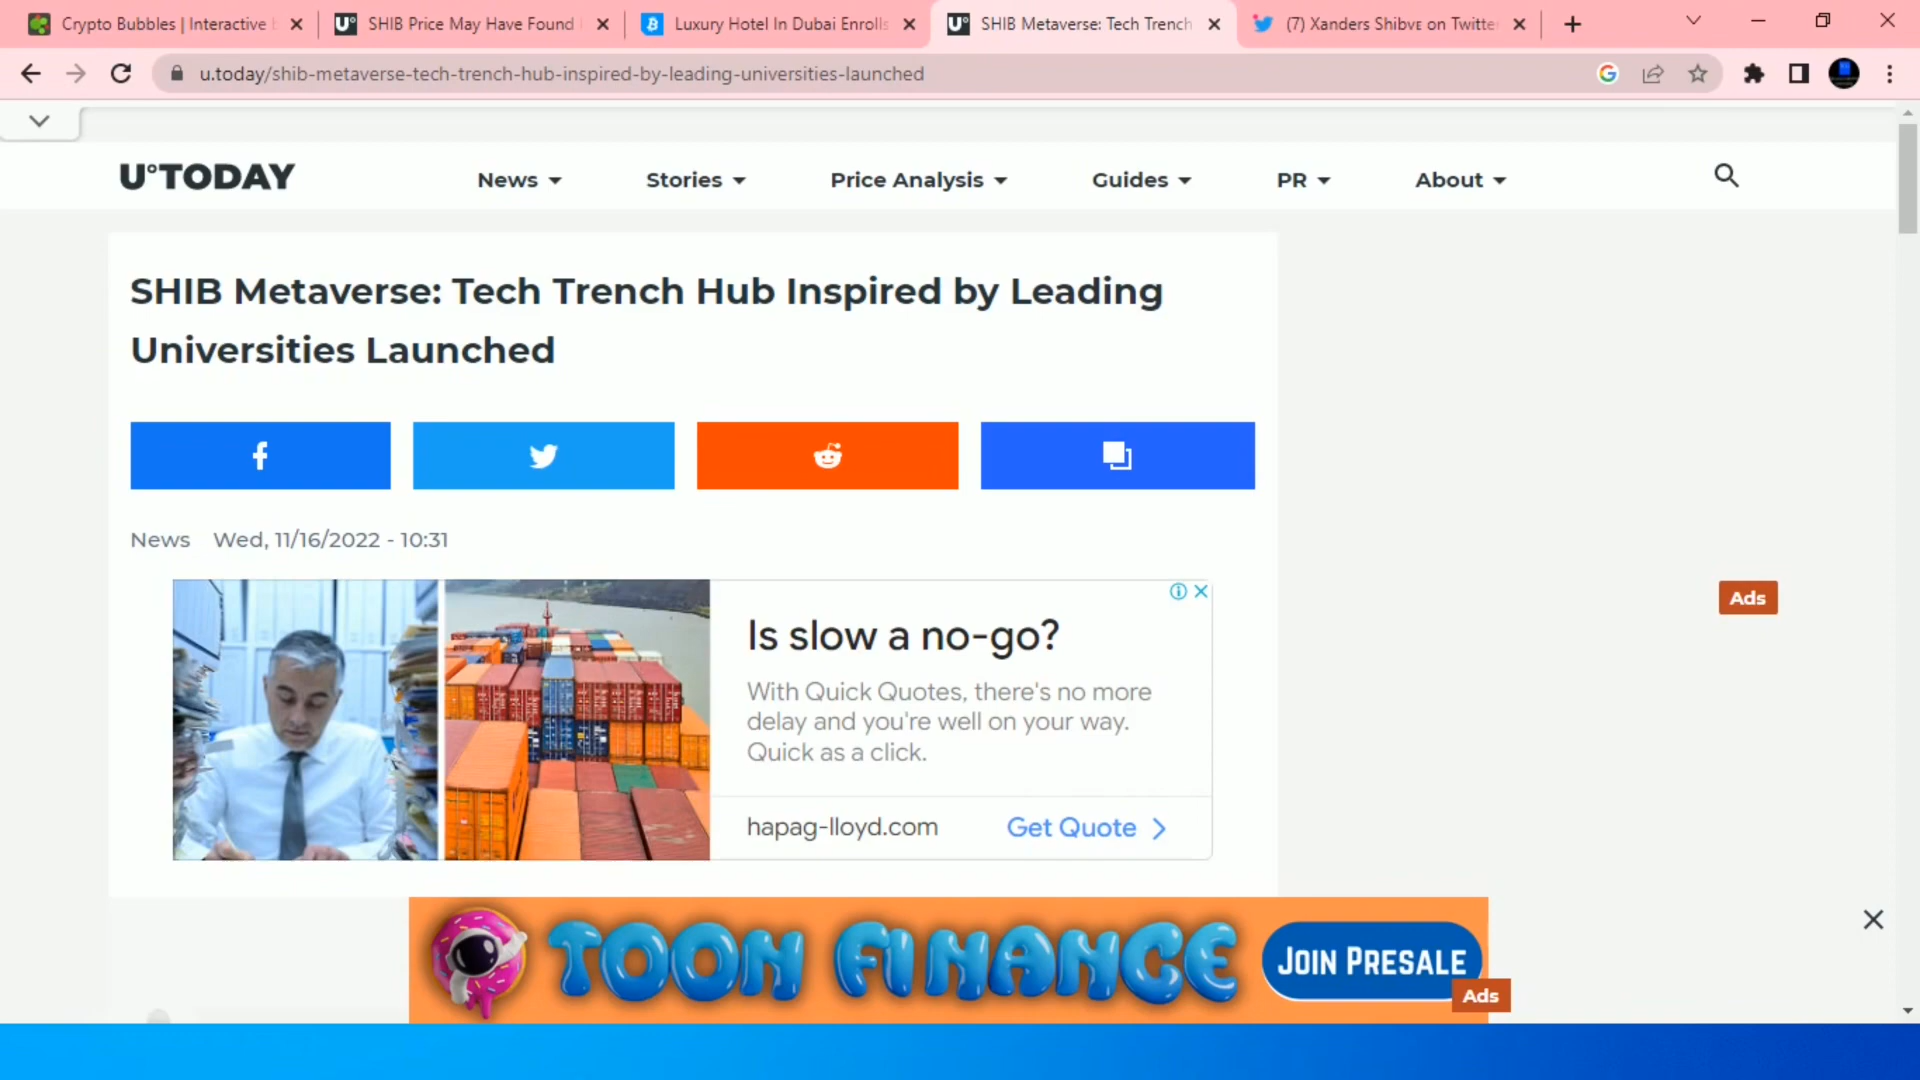 Crypto Bubbles | Interactive
SHIB Price May Have Found
Luxury Hotel In Dubai Enrolls
SHIB Metaverse: Tech Trench
(7) Xanders Shibvɛ on Twitte
u.today/shib-metaverse-tech-trench-hub-inspired-by-leading-universities-launched
U°TODAY
News
Stories
Price Analysis
Guides
PR
About
SHIB Metaverse: Tech Trench Hub Inspired by Leading
Universities Launched
News Wed, 11/16/2022 - 10:31
Is slow a no-go?
With Quick Quotes, there's no more
delay and you're well on your way.
Quick as a click.
hapag-lloyd.com
Get Quote
Ads
TOON FINANCE
JOIN PRESALE
Ads